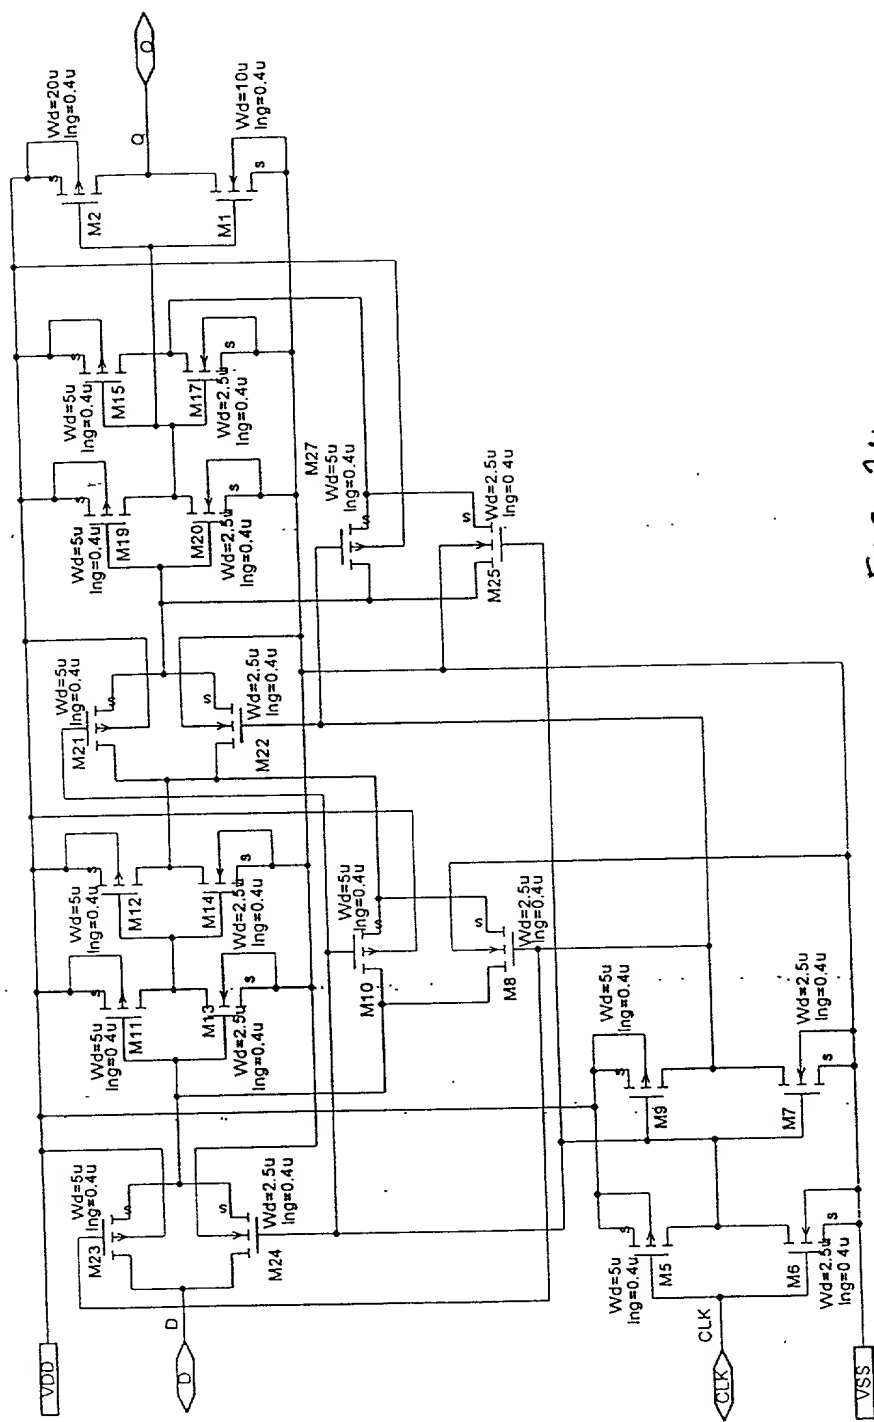 VDD
D
D
M23
Wd=5u
lng=0.4u
s
s
Wd=2.5u
lng=0.4u
M24
Wd=5u
lng=0.4u
M11
s
M13
Wd=2.5u
lng=0.4u
s
Wd=5u
lng=0.4u
M12
s
M14
Wd=2.5u
lng=0.4u
s
M10
Wd=5u
lng=0.4u
s
s
Wd=2.5u
lng=0.4u
M8
M21
Wd=5u
lng=0.4u
s
s
Wd=2.5u
lng=0.4u
M22
Wd=5u
lng=0.4u
M19
s
M20
Wd=2.5u
lng=0.4u
s
Wd=5u
lng=0.4u
M15
s
M17
Wd=2.5u
lng=0.4u
s
M27
Wd=5u
lng=0.4u
s
s
Wd=2.5u
lng=0.4u
M25
Wd=20u
lng=0.4u
s
M2
Q
Q
Wd=10u
lng=0.4u
s
M1
CLK
CLK
Wd=5u
lng=0.4u
M5
s
M6
Wd=2.5u
lng=0.4u
s
Wd=5u
lng=0.4u
s
M9
M7
Wd=2.5u
lng=0.4u
s
VSS